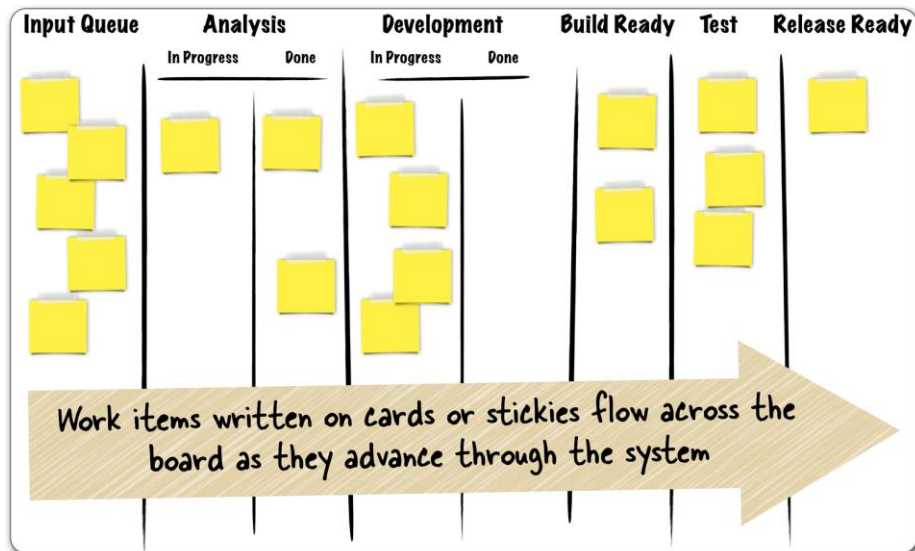 Input Queue Analysis Development Build Ready Test Release Ready
In Progress Done In Progress Done
Work items written on cards or stickies flow across the
board as they advance through the system